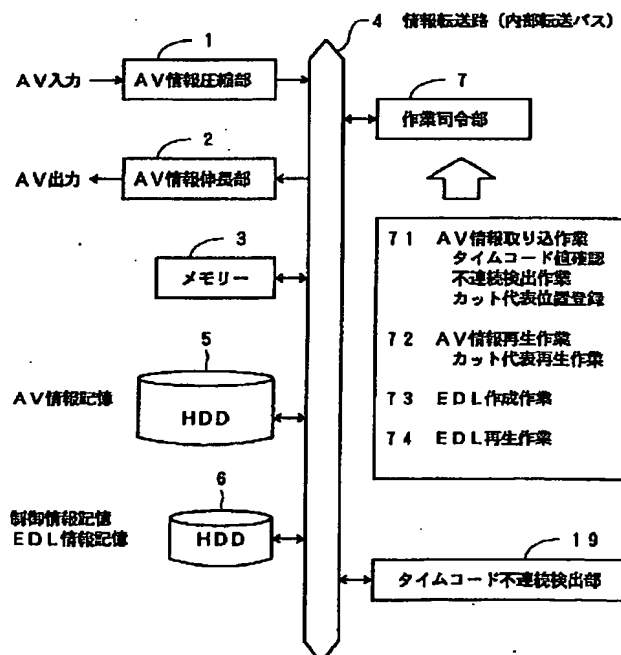 4 情報転送路(内部転送バス)
1
AV入力
AV情報圧縮部
7
作業司令部
2
AV出力
AV情報伸長部
3
メモリー
71 AV情報取り込作業
タイムコード値確認
不連続検出作業
カット代表位置登録
72 AV情報再生作業
カット代表再生作業
73 EDL作成作業
74 EDL再生作業
5
AV情報記憶
HDD
6
制御情報記憶
EDL情報記憶
HDD
19
タイムコード不連続検出部